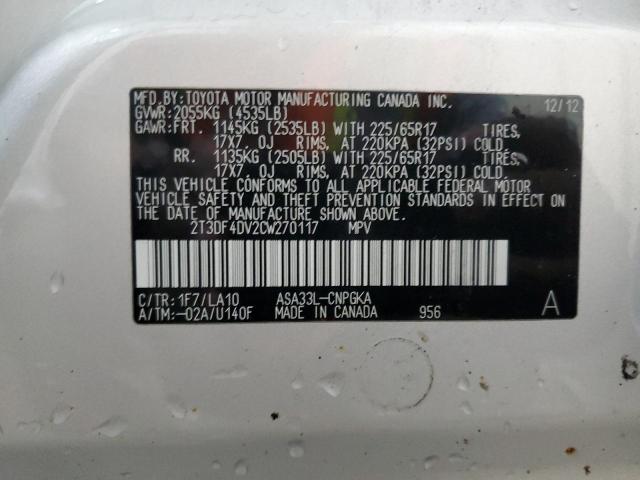 MFD.BY:TOYOTA MOTOR MANUFACTURING CANADA INC. 12/12
GVWR:2055KG (4535LB)
GAWR:FRT. 1145KG (2535LB) WITH 225/65R17 TIRES,
17X7. 0J RIMS, AT 220KPA (32PSI) COLD.
RR. 1135KG (2505LB) WITH 225/65R17 TIRES,
17X7. 0J RIMS, AT 220KPA (32PSI) COLD.
THIS VEHICLE CONFORMS TO ALL APPLICABLE FEDERAL MOTOR
VEHICLE SAFETY AND THEFT PREVENTION STANDARDS IN EFFECT ON
THE DATE OF MANUFACTURE SHOWN ABOVE.
2T3DF4DV2CW270117 MPV
C/TR:1F7/LA10 ASA33L-CNPGKA
A/TM:-02A/U140F MADE IN CANADA 956 A